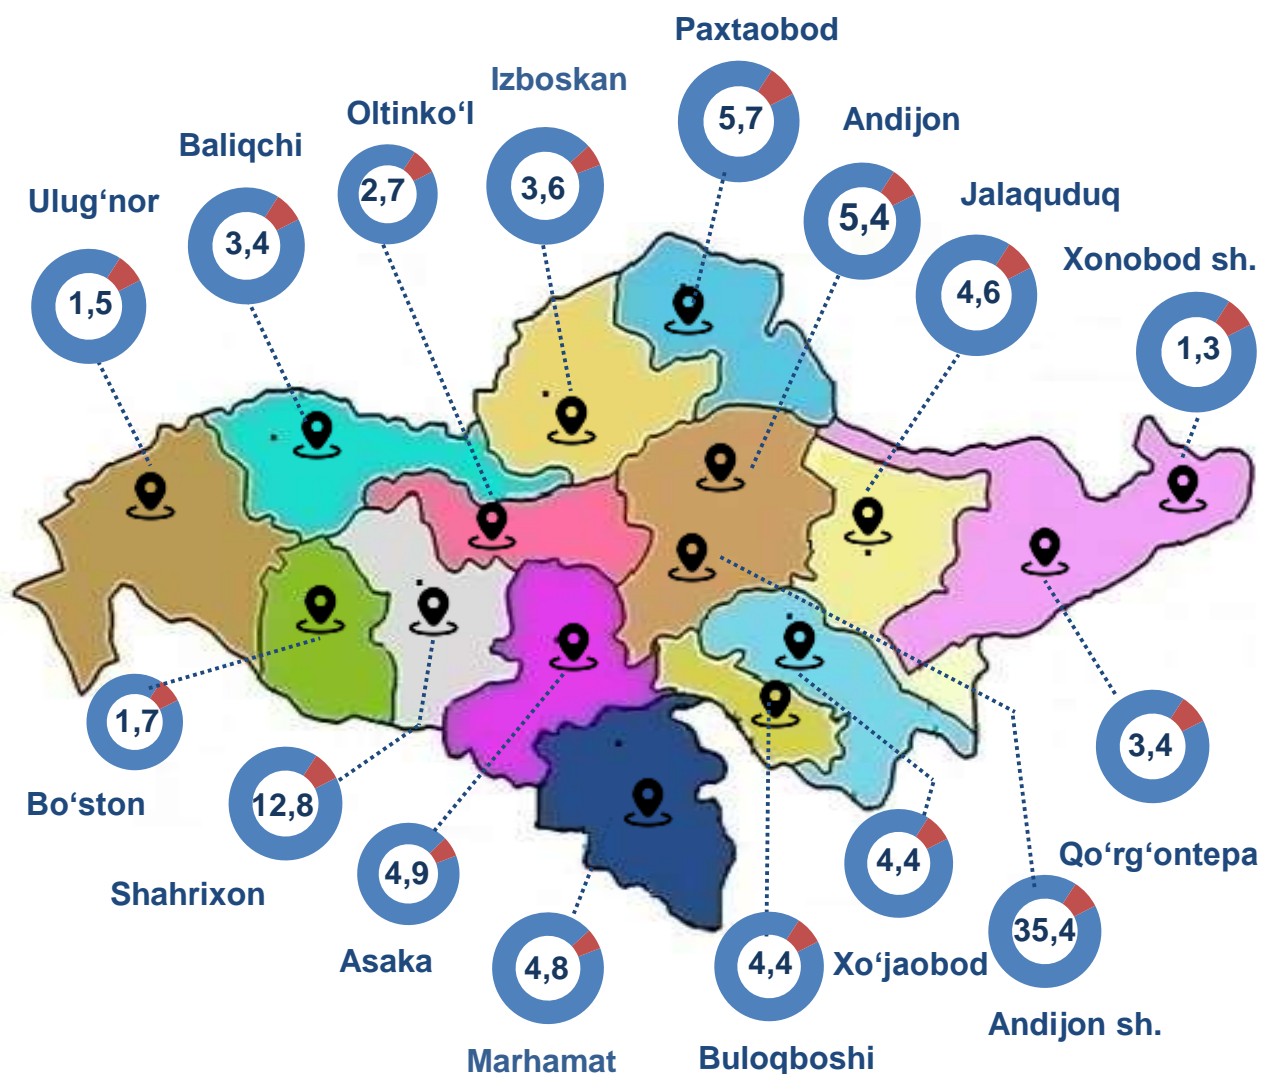 Paxtaobod
5,7
Izboskan
3,6
Oltinko‘l
2,7
Andijon
5,4
Baliqchi
3,4
Jalaquduq
4,6
Ulug‘nor
1,5
Xonobod sh.
1,3
Bo‘ston
1,7
Shahrixon
12,8
Asaka
4,9
Marhamat
4,8
Buloqboshi
4,4
Xo‘jaobod
4,4
Qo‘rg‘ontepa
3,4
Andijon sh.
35,4